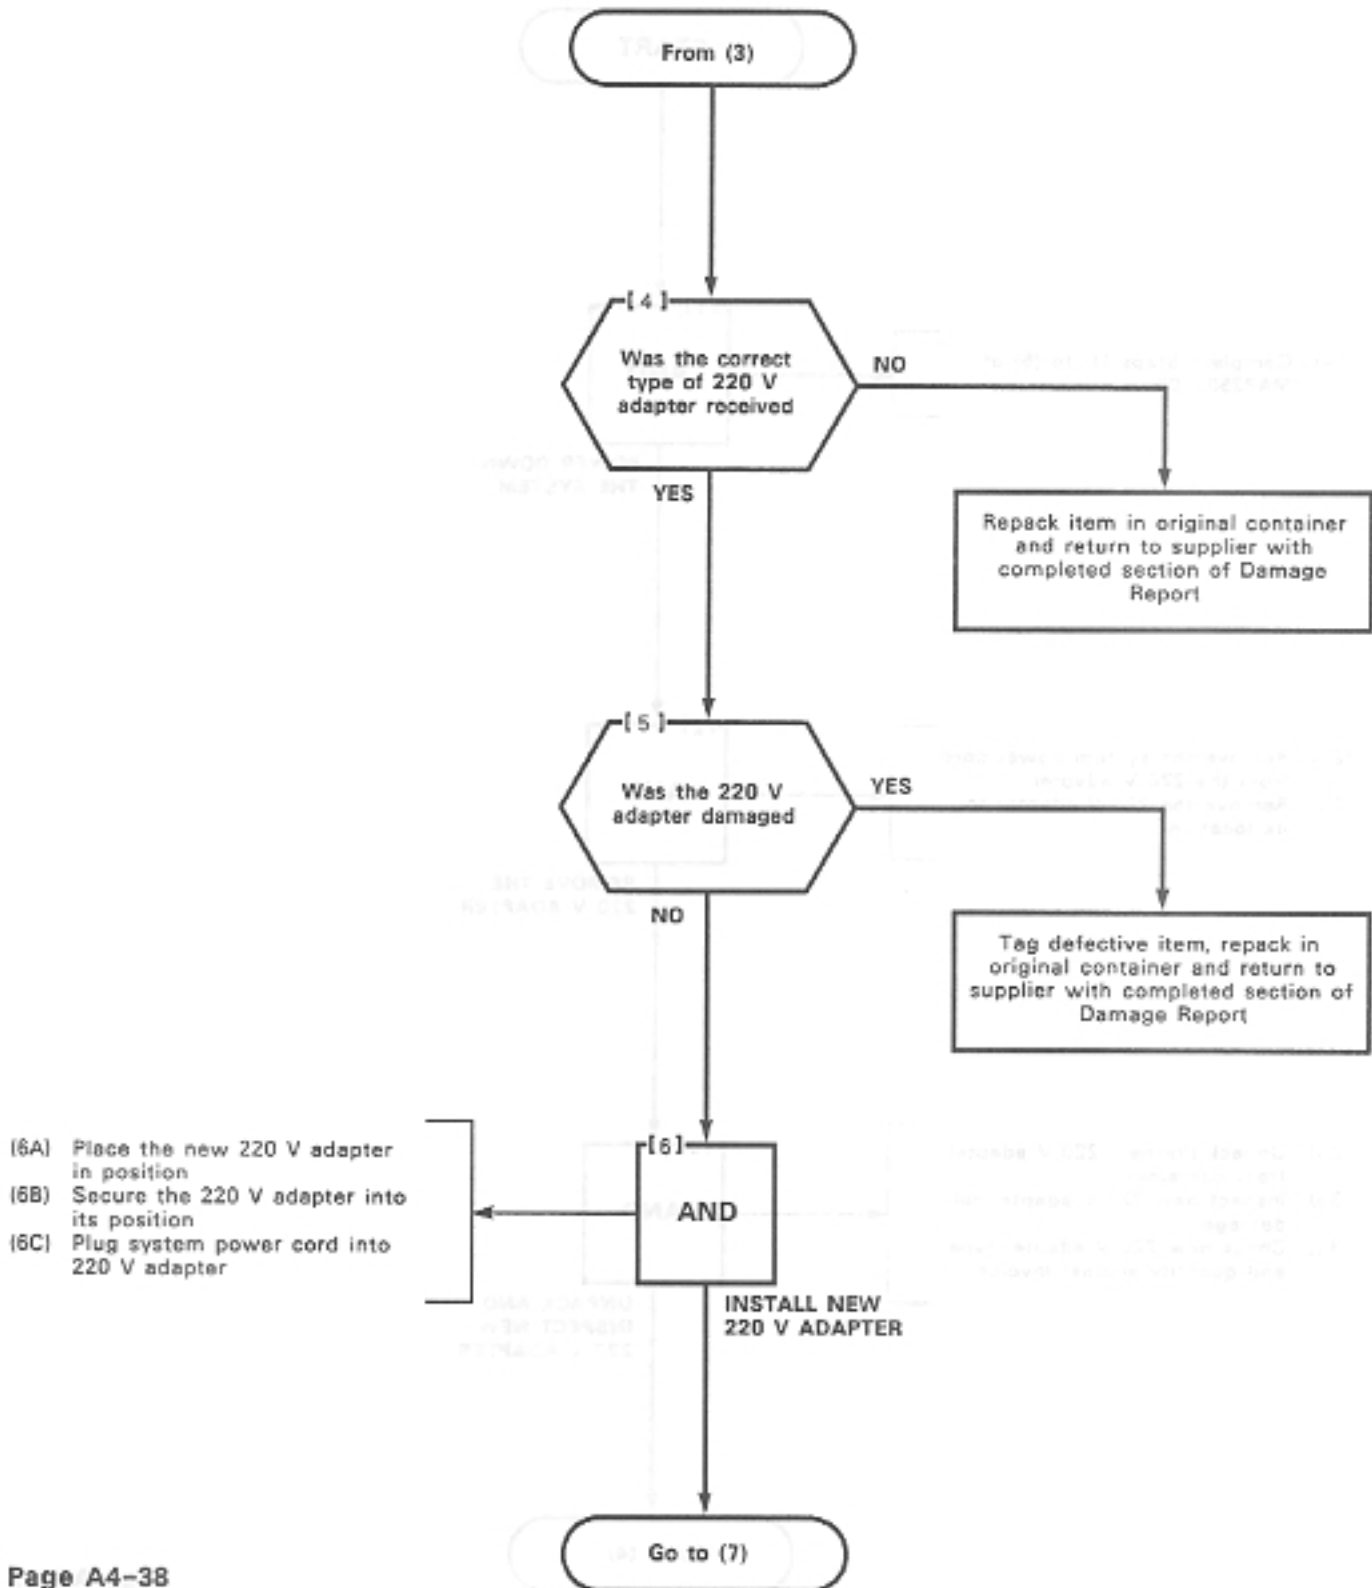 From (3)
[ 4 ]
Was the correct
type of 220 V
adapter received
NO
YES
Repack item in original container
and return to supplier with
completed section of Damage
Report
[ 5 ]
Was the 220 V
adapter damaged
YES
NO
Tag defective item, repack in
original container and return to
supplier with completed section of
Damage Report
(6A) Place the new 220 V adapter
in position
(6B) Secure the 220 V adapter into
its position
(6C) Plug system power cord into
220 V adapter
[6]
AND
INSTALL NEW
220 V ADAPTER
Go to (7)
Page A4-38